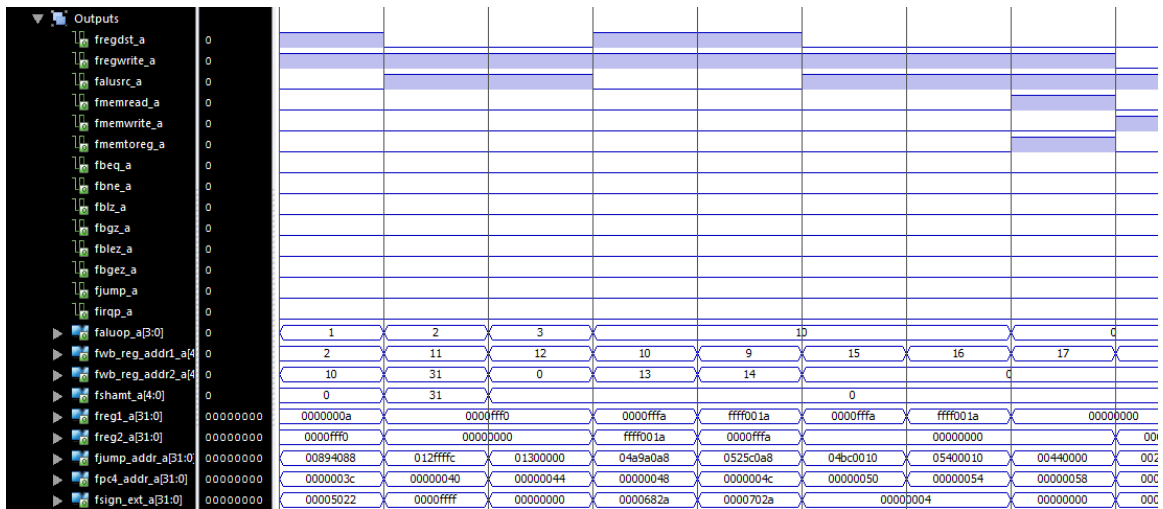 Outputs
fregdst_a 0
fregwrite_a 0
falusrc_a 0
fmemread_a 0
fmemwrite_a 0
fmemtoreg_a 0
fbeq_a 0
fbne_a 0
fblz_a 0
fbgz_a 0
fblez_a 0
fbgez_a 0
fjump_a 0
firqp_a 0
faluop_a[3:0] 0 1 2 3 10 0
fwb_reg_addr1_a[4 0 2 11 12 10 9 15 16 17
fwb_reg_addr2_a[4 0 10 31 0 13 14 0
fshamt_a[4:0] 0 0 31 0
freg1_a[31:0] 00000000 0000000a 0000fff0 0000fffa ffff001a 0000fffa ffff001a 00000000
freg2_a[31:0] 00000000 0000fff0 00000000 ffff001a 0000fffa 00000000 00
fjump_addr_a[31:0] 00000000 00894088 012ffffc 01300000 04a9a0a8 0525c0a8 04bc0010 05400010 00440000 002
fpc4_addr_a[31:0] 00000000 0000003c 00000040 00000044 00000048 0000004c 00000050 00000054 00000058 000
fsign_ext_a[31:0] 00000000 00005022 0000ffff 00000000 0000682a 0000702a 00000004 00000000 000